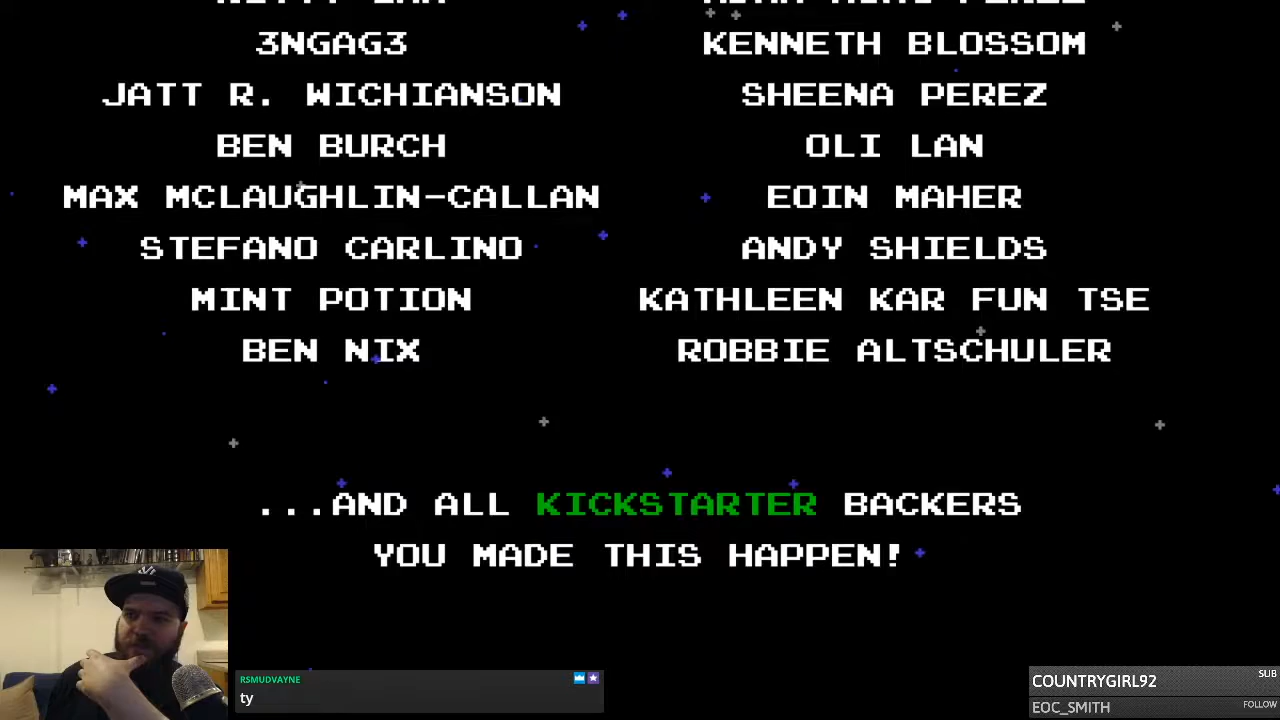 3NGAG3
KENNETH BLOSSOM
JATT R. WICHIANSON
SHEENA PEREZ
BEN BURCH
OLI LAN
MAX MCLAUGHLIN-CALLAN
EOIN MAHER
STEFANO CARLINO
ANDY SHIELDS
MINT POTION
KATHLEEN KAR FUN TSE
BEN NIX
ROBBIE ALTSCHULER
...AND ALL KICKSTARTER BACKERS
YOU MADE THIS HAPPEN!
RSMUDVAYNE
ty
COUNTRYGIRL92 SUB
EOC_SMITH FOLLOW